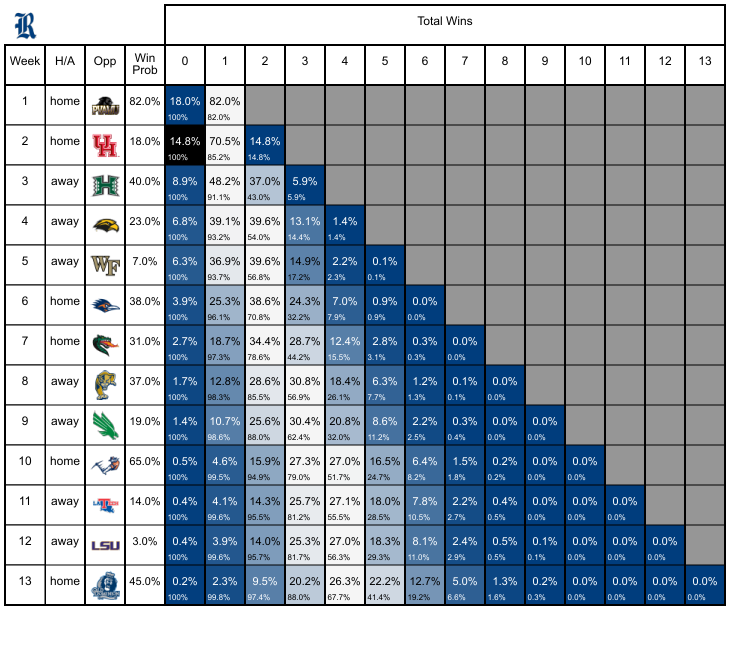 R
Total Wins
Week H/A Opp Win Prob 0 1 2 3 4 5 6 7 8 9 10 11 12 13
1 home PVAMU 82.0% 18.0% 82.0%
100% 82.0%
2 home UH 18.0% 14.8% 70.5% 14.8%
100% 85.2% 14.8%
3 away H 40.0% 8.9% 48.2% 37.0% 5.9%
100% 91.1% 43.0% 5.9%
4 away 23.0% 6.8% 39.1% 39.6% 13.1% 1.4%
100% 93.2% 54.0% 14.4% 1.4%
5 away WF 7.0% 6.3% 36.9% 39.6% 14.9% 2.2% 0.1%
100% 93.7% 56.8% 17.2% 2.3% 0.1%
6 home 38.0% 3.9% 25.3% 38.6% 24.3% 7.0% 0.9% 0.0%
100% 96.1% 70.8% 32.2% 7.9% 0.9% 0.0%
7 home 31.0% 2.7% 18.7% 34.4% 28.7% 12.4% 2.8% 0.3% 0.0%
100% 97.3% 78.6% 44.2% 15.5% 3.1% 0.3% 0.0%
8 away 37.0% 1.7% 12.8% 28.6% 30.8% 18.4% 6.3% 1.2% 0.1% 0.0%
100% 98.3% 85.5% 56.9% 26.1% 7.7% 1.3% 0.1% 0.0%
9 away 19.0% 1.4% 10.7% 25.6% 30.4% 20.8% 8.6% 2.2% 0.3% 0.0% 0.0%
100% 98.6% 88.0% 62.4% 32.0% 11.2% 2.5% 0.4% 0.0% 0.0%
10 home 65.0% 0.5% 4.6% 15.9% 27.3% 27.0% 16.5% 6.4% 1.5% 0.2% 0.0% 0.0%
100% 99.5% 94.9% 79.0% 51.7% 24.7% 8.2% 1.8% 0.2% 0.0% 0.0%
11 away 14.0% 0.4% 4.1% 14.3% 25.7% 27.1% 18.0% 7.8% 2.2% 0.4% 0.0% 0.0% 0.0%
100% 99.6% 95.5% 81.2% 55.5% 28.5% 10.5% 2.7% 0.5% 0.0% 0.0% 0.0%
12 away LSU 3.0% 0.4% 3.9% 14.0% 25.3% 27.0% 18.3% 8.1% 2.4% 0.5% 0.1% 0.0% 0.0% 0.0%
100% 99.6% 95.7% 81.7% 56.3% 29.3% 11.0% 2.9% 0.5% 0.1% 0.0% 0.0% 0.0%
13 home 45.0% 0.2% 2.3% 9.5% 20.2% 26.3% 22.2% 12.7% 5.0% 1.3% 0.2% 0.0% 0.0% 0.0% 0.0%
100% 99.8% 97.4% 88.0% 67.7% 41.4% 19.2% 6.6% 1.6% 0.3% 0.0% 0.0% 0.0% 0.0%